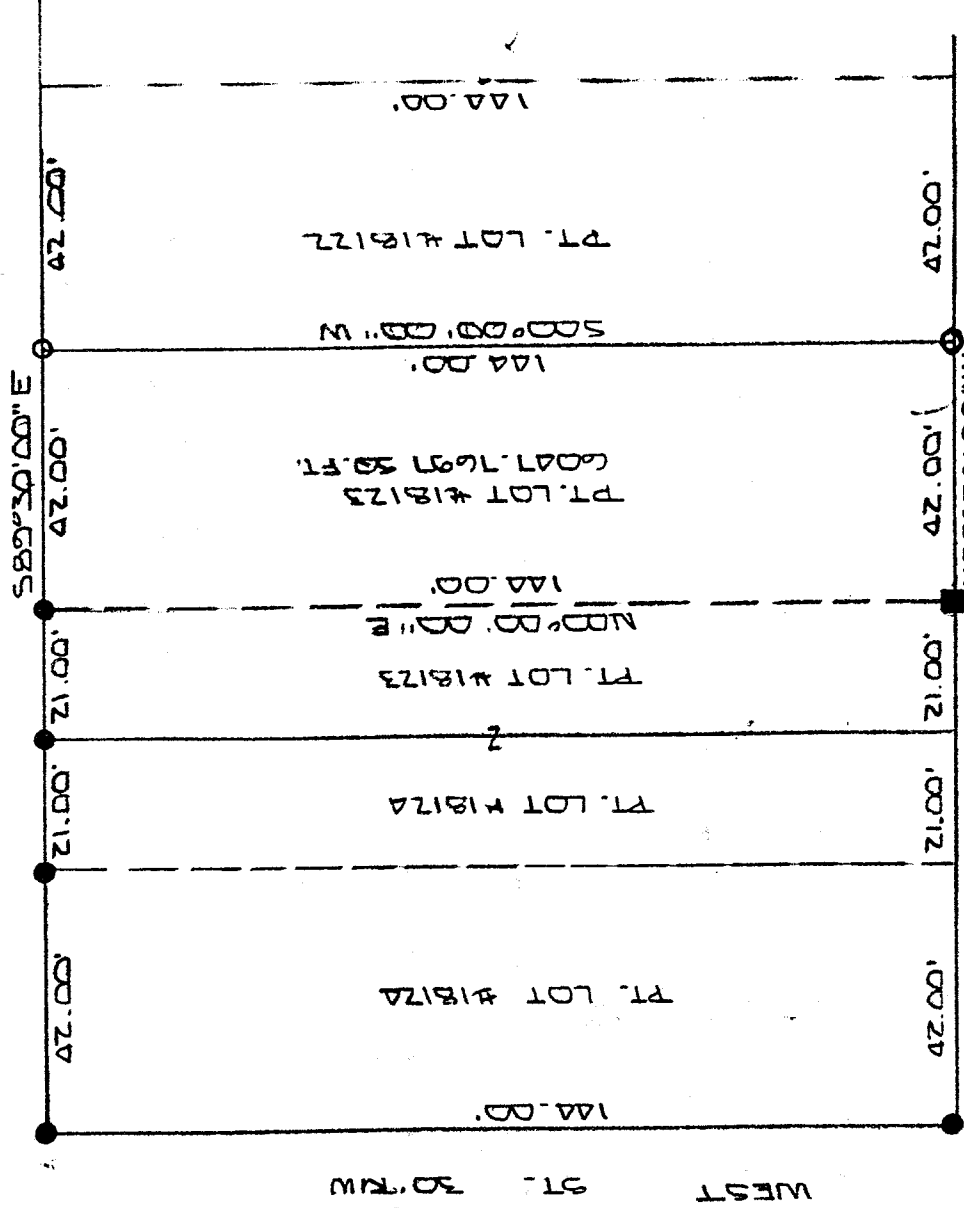 WEST ST. 30' R/W
144.00'
42.00'
PT. LOT #18124
42.00'
21.00'
PT. LOT #18124
21.00'
21.00'
PT. LOT #18123
21.00'
N00°00'00"E
144.00'
S89°30'00"E
42.00'
PT. LOT #18123
6047.7697 SQ.FT.
42.00'
144.00'
S00°00'00"W
42.00'
PT. LOT #18122
42.00'
144.00'